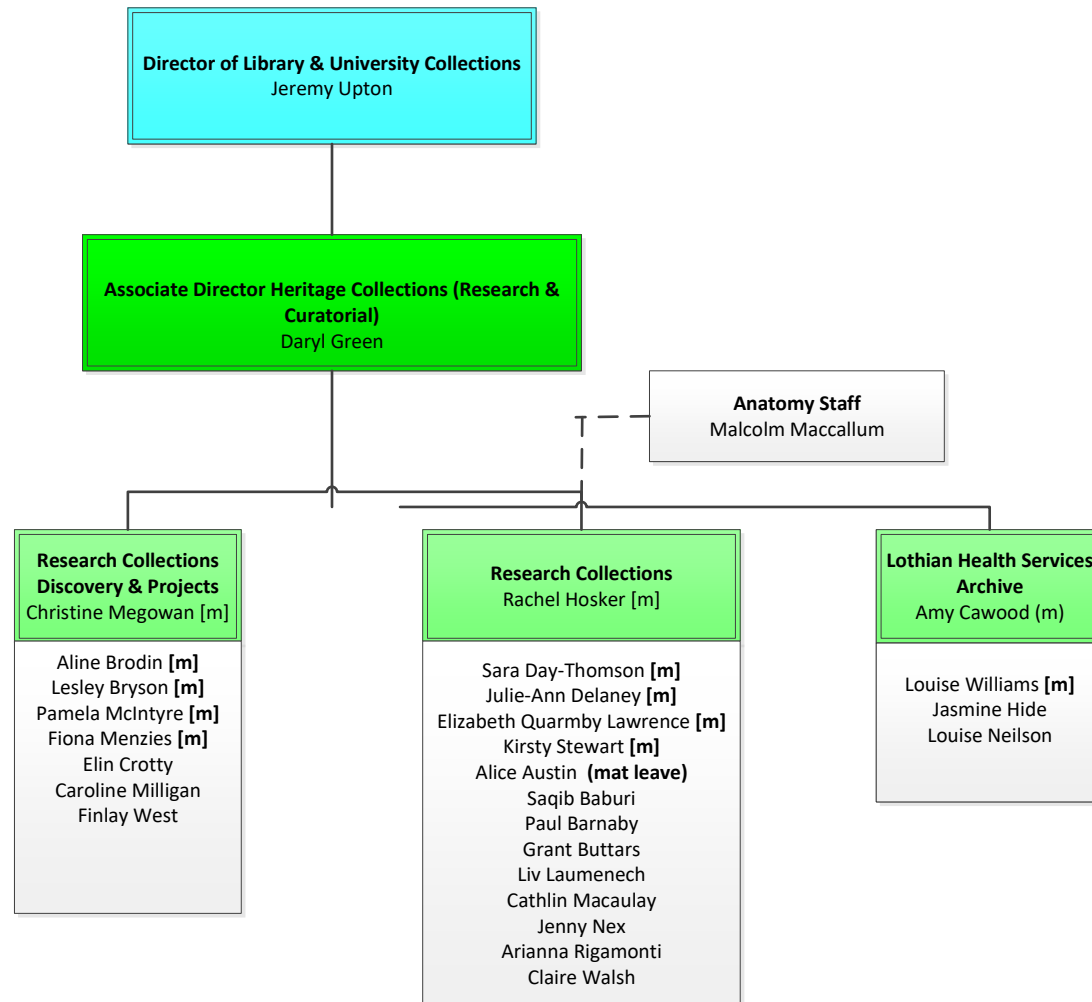 Director of Library & University Collections
Jeremy Upton
Associate Director Heritage Collections (Research &
Curatorial)
Daryl Green
Anatomy Staff
Malcolm Maccallum
Research Collections
Discovery & Projects
Christine Megowan [m]
Aline Brodin [m]
Lesley Bryson [m]
Pamela McIntyre [m]
Fiona Menzies [m]
Elin Crotty
Caroline Milligan
Finlay West
Research Collections
Rachel Hosker [m]
Sara Day-Thomson [m]
Julie-Ann Delaney [m]
Elizabeth Quarmby Lawrence [m]
Kirsty Stewart [m]
Alice Austin (mat leave)
Saqib Baburi
Paul Barnaby
Grant Buttars
Liv Laumenech
Cathlin Macaulay
Jenny Nex
Arianna Rigamonti
Claire Walsh
Lothian Health Services
Archive
Amy Cawood (m)
Louise Williams [m]
Jasmine Hide
Louise Neilson